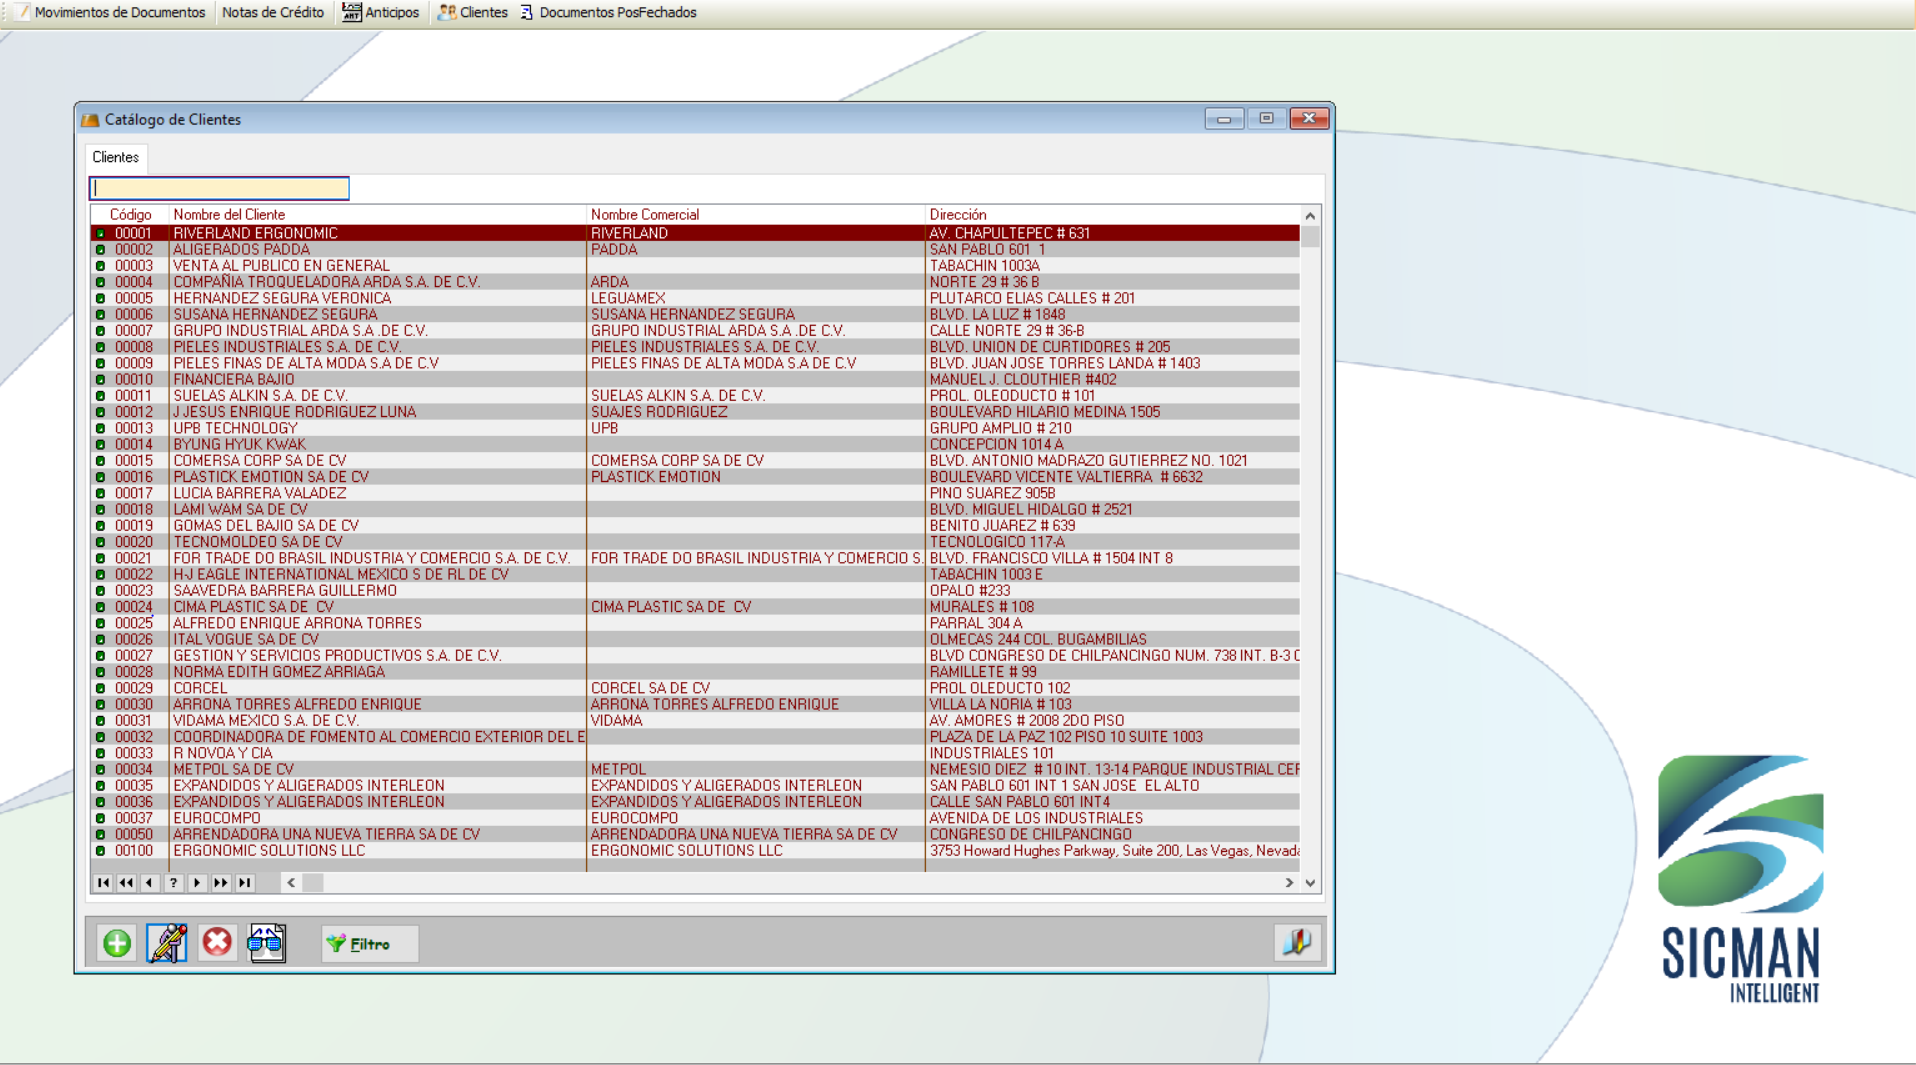 Movimientos de Documentos Notas de Crédito Anticipos Clientes Documentos PosFechados
Catálogo de Clientes
Clientes
Código Nombre del Cliente Nombre Comercial Dirección
00001 RIVERLAND ERGONOMIC RIVERLAND AV. CHAPULTEPEC # 631
00002 ALIGERADOS PADDA PADDA SAN PABLO 601 1
00003 VENTA AL PUBLICO EN GENERAL TABACHIN 1003A
00004 COMPAÑIA TROQUELADORA ARDA S.A. DE C.V. ARDA NORTE 29 # 36 B
00005 HERNANDEZ SEGURA VERONICA LEGUAMEX PLUTARCO ELIAS CALLES # 201
00006 SUSANA HERNANDEZ SEGURA SUSANA HERNANDEZ SEGURA BLVD. LA LUZ # 1848
00007 GRUPO INDUSTRIAL ARDA S.A .DE C.V. GRUPO INDUSTRIAL ARDA S.A .DE C.V. CALLE NORTE 29 # 36-B
00008 PIELES INDUSTRIALES S.A. DE C.V. PIELES INDUSTRIALES S.A. DE C.V. BLVD. UNION DE CURTIDORES # 205
00009 PIELES FINAS DE ALTA MODA S.A DE C.V PIELES FINAS DE ALTA MODA S.A DE C.V BLVD. JUAN JOSE TORRES LANDA # 1403
00010 FINANCIERA BAJIO MANUEL J. CLOUTHIER #402
00011 SUELAS ALKIN S.A. DE C.V. SUELAS ALKIN S.A. DE C.V. PROL. OLEODUCTO # 101
00012 J JESUS ENRIQUE RODRIGUEZ LUNA SUAJES RODRIGUEZ BOULEVARD HILARIO MEDINA 1505
00013 UPB TECHNOLOGY UPB GRUPO AMPLIO # 210
00014 BYUNG HYUK KWAK CONCEPCION 1014 A
00015 COMERSA CORP SA DE CV COMERSA CORP SA DE CV BLVD. ANTONIO MADRAZO GUTIERREZ NO. 1021
00016 PLASTICK EMOTION SA DE CV PLASTICK EMOTION BOULEVARD VICENTE VALTIERRA # 6632
00017 LUCIA BARRERA VALADEZ PINO SUAREZ 905B
00018 LAMI WAM SA DE CV BLVD. MIGUEL HIDALGO # 2521
00019 GOMAS DEL BAJIO SA DE CV BENITO JUAREZ # 639
00020 TECNOMOLDEO SA DE CV TECNOLOGICO 117-A
00021 FOR TRADE DO BRASIL INDUSTRIA Y COMERCIO S.A. DE C.V. FOR TRADE DO BRASIL INDUSTRIA Y COMERCIO S. BLVD. FRANCISCO VILLA # 1504 INT 8
00022 H-J EAGLE INTERNATIONAL MEXICO S DE RL DE CV TABACHIN 1003 E
00023 SAAVEDRA BARRERA GUILLERMO OPALO #233
00024 CIMA PLASTIC SA DE CV CIMA PLASTIC SA DE CV MURALES # 108
00025 ALFREDO ENRIQUE ARRONA TORRES PARRAL 304 A
00026 ITAL VOGUE SA DE CV OLMECAS 244 COL. BUGAMBILIAS
00027 GESTION Y SERVICIOS PRODUCTIVOS S.A. DE C.V. BLVD CONGRESO DE CHILPANCINGO NUM. 738 INT. B-3 C
00028 NORMA EDITH GOMEZ ARRIAGA RAMILLETE # 99
00029 CORCEL CORCEL SA DE CV PROL OLEDUCTO 102
00030 ARRONA TORRES ALFREDO ENRIQUE ARRONA TORRES ALFREDO ENRIQUE VILLA LA NORIA # 103
00031 VIDAMA MEXICO S.A. DE C.V. VIDAMA AV. AMORES # 2008 2DO PISO
00032 COORDINADORA DE FOMENTO AL COMERCIO EXTERIOR DEL E PLAZA DE LA PAZ 102 PISO 10 SUITE 1003
00033 R NOVOA Y CIA INDUSTRIALES 101
00034 METPOL SA DE CV METPOL NEMESIO DIEZ # 10 INT. 13-14 PARQUE INDUSTRIAL CER
00035 EXPANDIDOS Y ALIGERADOS INTERLEON EXPANDIDOS Y ALIGERADOS INTERLEON SAN PABLO 601 INT 1 SAN JOSE EL ALTO
00036 EXPANDIDOS Y ALIGERADOS INTERLEON EXPANDIDOS Y ALIGERADOS INTERLEON CALLE SAN PABLO 601 INT4
00037 EUROCOMPO EUROCOMPO AVENIDA DE LOS INDUSTRIALES
00050 ARRENDADORA UNA NUEVA TIERRA SA DE CV ARRENDADORA UNA NUEVA TIERRA SA DE CV CONGRESO DE CHILPANCINGO
00100 ERGONOMIC SOLUTIONS LLC ERGONOMIC SOLUTIONS LLC 3753 Howard Hughes Parkway, Suite 200, Las Vegas, Nevada
?
Filtro
SICMAN
INTELLIGENT